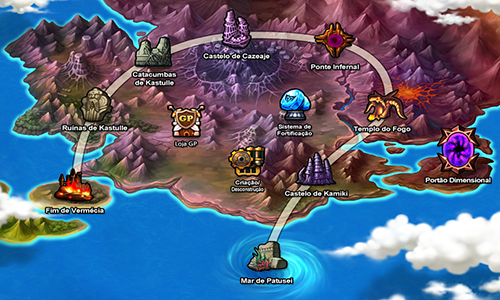 Castelo de Cazeaje
Ponte Infernal
Catacumbas
de Kastulle
GP
Ruínas de Kastulle
Loja GP
Sistema de
Fortificação
Templo do Fogo
Criação/
Desconstrução
Castelo de Kamiki
Portão Dimensional
Fim de Vermécia
Mar de Patusei